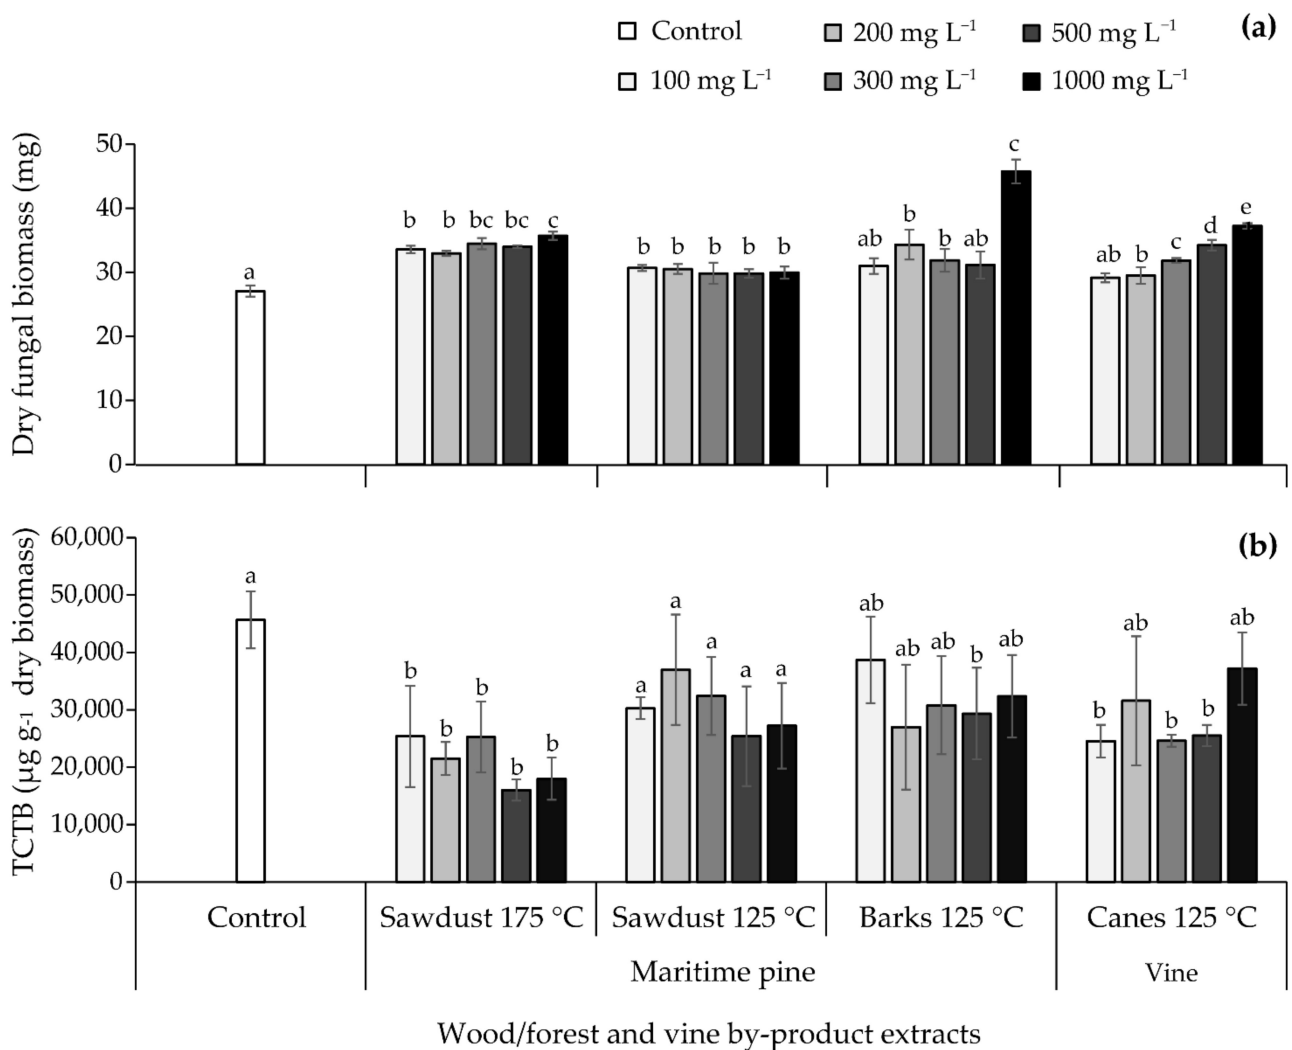 Control 200 mg L⁻¹ 500 mg L⁻¹ (a)
100 mg L⁻¹ 300 mg L⁻¹ 1000 mg L⁻¹
Dry fungal biomass (mg)
50
40
30
20
10
0
a
b b bc bc c
b b b b b
ab b b ab c
ab b c d e
(b)
TCTB (µg g⁻¹ dry biomass)
60,000
50,000
40,000
30,000
20,000
10,000
0
a
b b b b b
a a a a a
ab ab ab b ab
b ab b b ab
Control Sawdust 175 °C Sawdust 125 °C Barks 125 °C Canes 125 °C
Maritime pine Vine
Wood/forest and vine by-product extracts